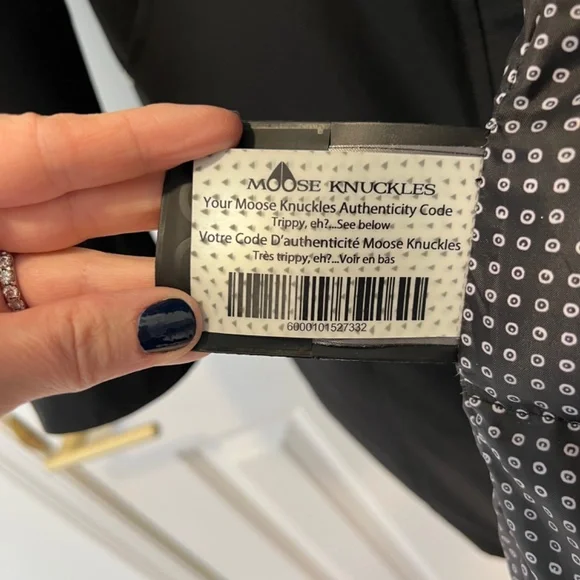 MOOSE KNUCKLES
Your Moose Knuckles Authenticity Code
Trippy, eh?,..See below
Votre Code D'authenticité Moose Knuckles
Très trippy, eh?...Voir en bas
6000101527332